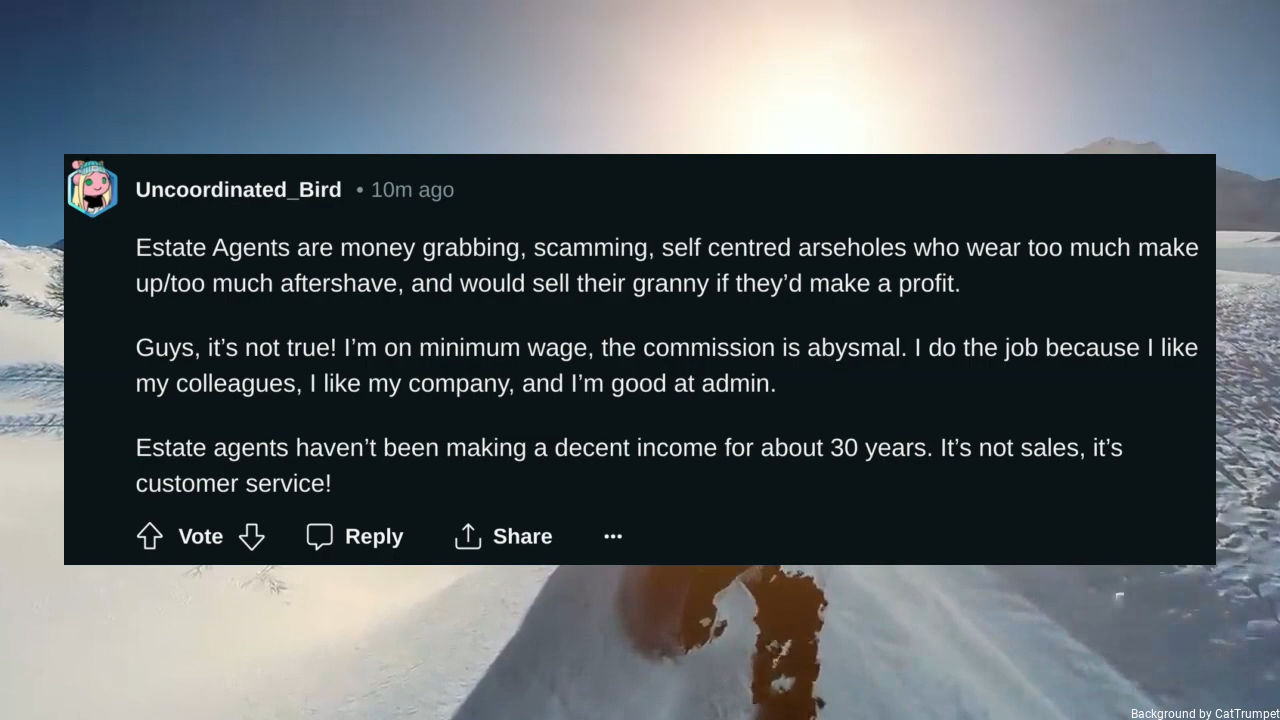 Uncoordinated_Bird • 10m ago
Estate Agents are money grabbing, scamming, self centred arseholes who wear too much make
up/too much aftershave, and would sell their granny if they’d make a profit.
Guys, it’s not true! I’m on minimum wage, the commission is abysmal. I do the job because I like
my colleagues, I like my company, and I’m good at admin.
Estate agents haven’t been making a decent income for about 30 years. It’s not sales, it’s
customer service!
Vote Reply Share ···
Background by CatTrumpet